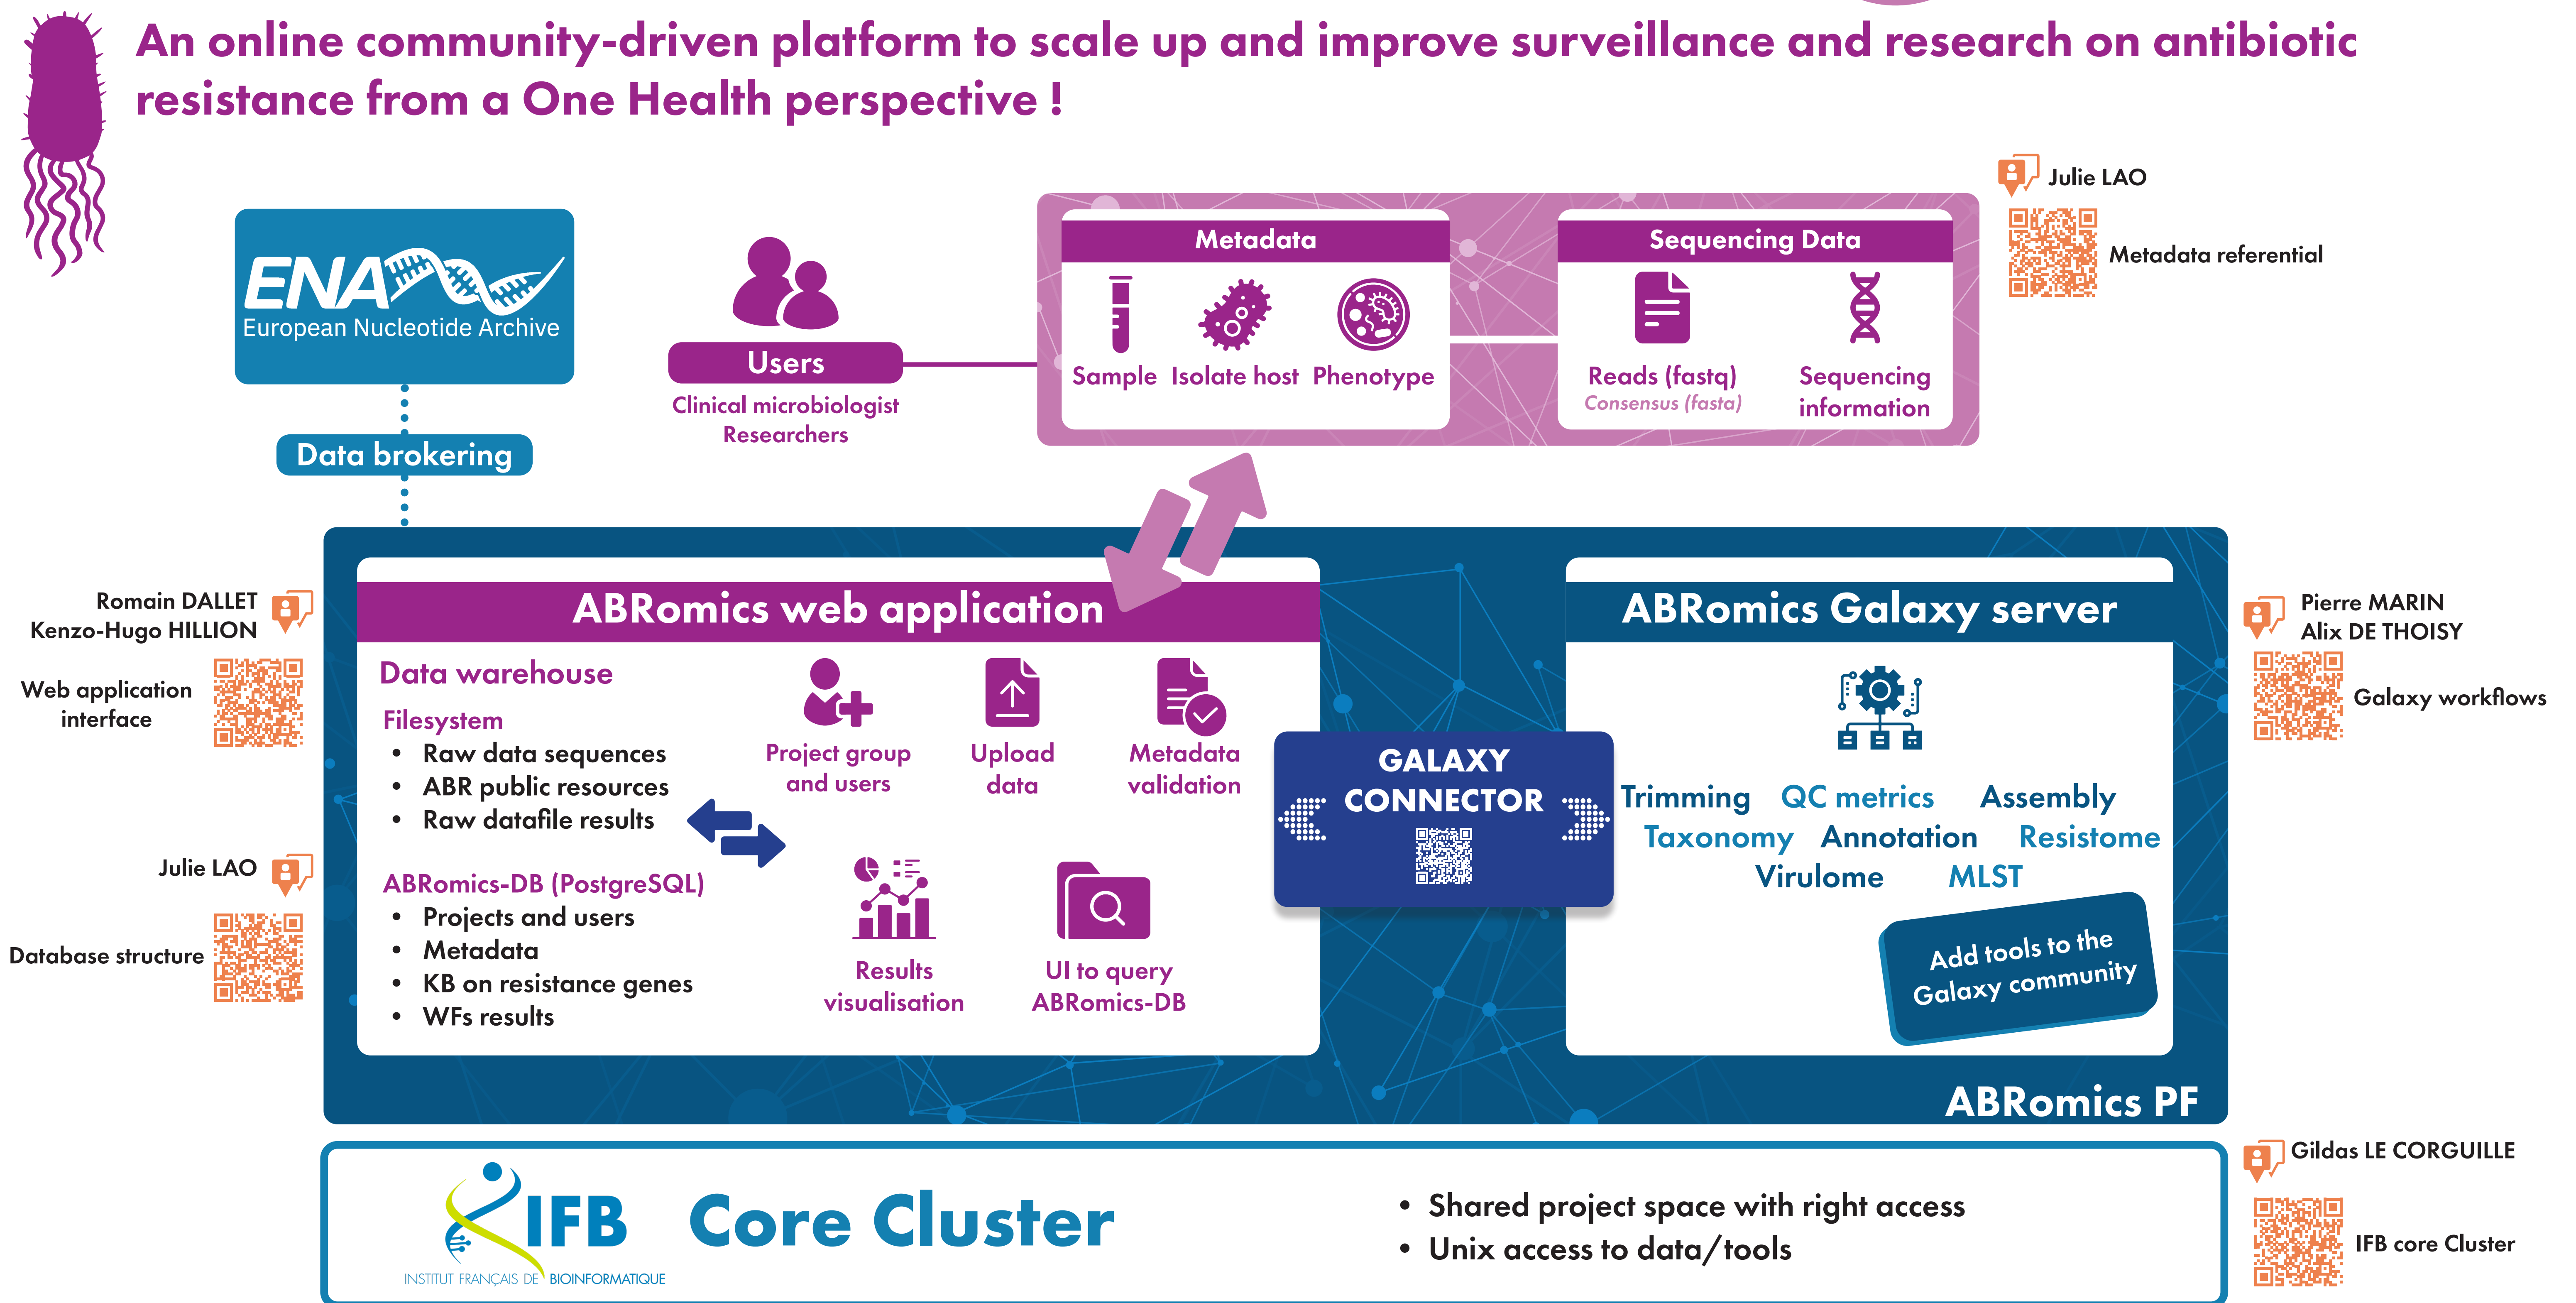 An online community-driven platform to scale up and improve surveillance and research on antibiotic
resistance from a One Health perspective !
Julie LAO
Metadata referential
ENA
European Nucleotide Archive
Data brokering
Users
Clinical microbiologist
Researchers
Metadata
Sample Isolate host Phenotype
Sequencing Data
Reads (fastq)
Consensus (fasta)
Sequencing
information
Romain DALLET
Kenzo-Hugo HILLION
Web application
interface
Julie LAO
Database structure
ABRomics web application
Data warehouse
Filesystem
• Raw data sequences
• ABR public resources
• Raw datafile results
ABRomics-DB (PostgreSQL)
• Projects and users
• Metadata
• KB on resistance genes
• WFs results
Project group
and users
Upload
data
Metadata
validation
Results
visualisation
UI to query
ABRomics-DB
GALAXY
CONNECTOR
ABRomics Galaxy server
Trimming QC metrics Assembly
Taxonomy Annotation Resistome
Virulome MLST
Add tools to the
Galaxy community
ABRomics PF
Pierre MARIN
Alix DE THOISY
Galaxy workflows
IFB
INSTITUT FRANÇAIS DE BIOINFORMATIQUE
Core Cluster
• Shared project space with right access
• Unix access to data/tools
Gildas LE CORGUILLE
IFB core Cluster